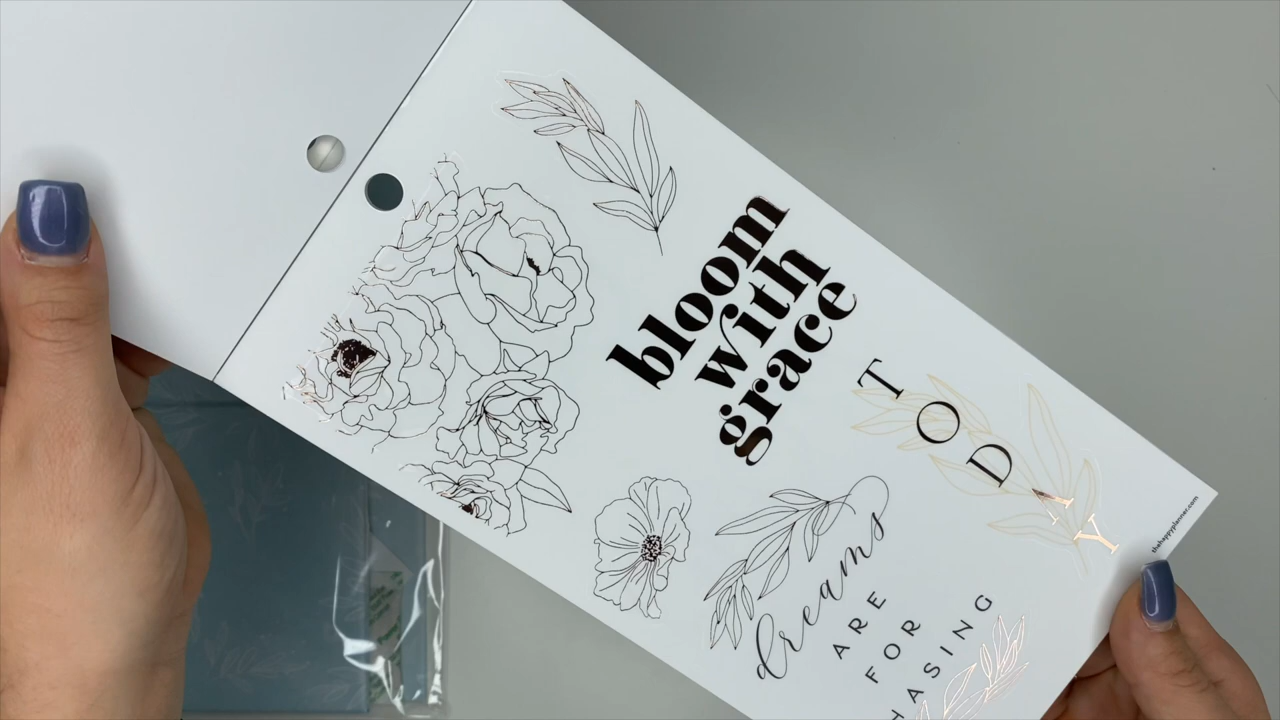 bloom
with
grace
TODAY
dreams
ARE
FOR
HASING
thehappyplanner.com